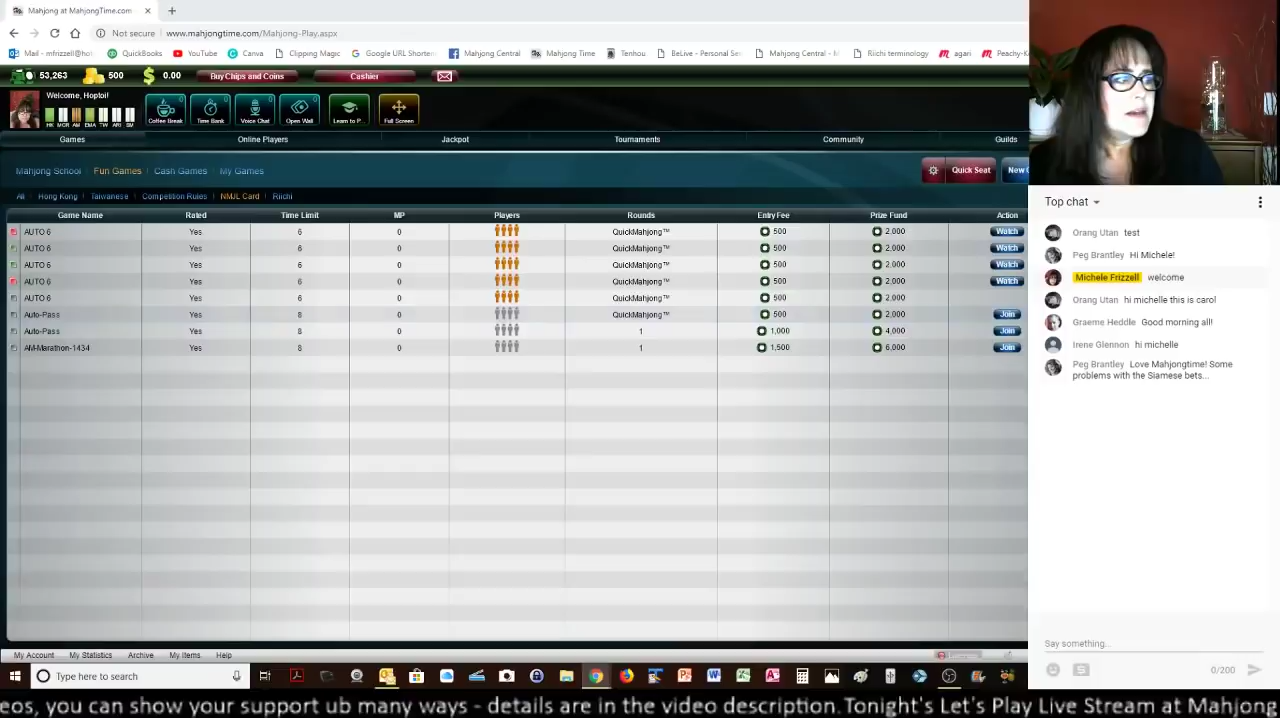 Mahjong at MahjongTime.com
Not secure www.mahjongtime.com/Mahjong-Play.aspx
Mail - mfrizzell@hot QuickBooks YouTube Canva Clipping Magic Google URL Shorten Mahjong Central Mahjong Time Tenhou BeLive - Personal Se Mahjong Central - M Riichi terminology agari Peachy-K
53,263 500 0.00 Buy Chips and Coins Cashier
Welcome, Hoptoi!
HK MCR AM EMA TW ARI SM
Coffee Break Time Bank Voice Chat Open Wall Learn to P... Full Screen
Games Online Players Jackpot Tournaments Community Guilds
Mahjong School Fun Games Cash Games My Games Quick Seat New G
All Hong Kong Taiwanese Competition Rules NMJL Card Riichi
Game Name Rated Time Limit MP Players Rounds Entry Fee Prize Fund Action
AUTO 6 Yes 6 0 QuickMahjong™ 500 2,000 Watch
AUTO 6 Yes 6 0 QuickMahjong™ 500 2,000 Watch
AUTO 6 Yes 6 0 QuickMahjong™ 500 2,000 Watch
AUTO 6 Yes 6 0 QuickMahjong™ 500 2,000 Watch
AUTO 6 Yes 6 0 QuickMahjong™ 500 2,000
Auto-Pass Yes 8 0 QuickMahjong™ 500 2,000 Join
Auto-Pass Yes 8 0 1 1,000 4,000 Join
AM-Marathon-1434 Yes 8 0 1 1,500 6,000 Join
My Account My Statistics Archive My Items Help
Type here to search
Top chat
Orang Utan test
Peg Brantley Hi Michele!
Michele Frizzell welcome
Orang Utan hi michelle this is carol
Graeme Heddle Good morning all!
Irene Glennon hi michelle
Peg Brantley Love Mahjongtime! Some
problems with the Siamese bets...
Say something...
0/200
eos, you can show your support ub many ways - details are in the video description. Tonight's Let's Play Live Stream at Mahjong